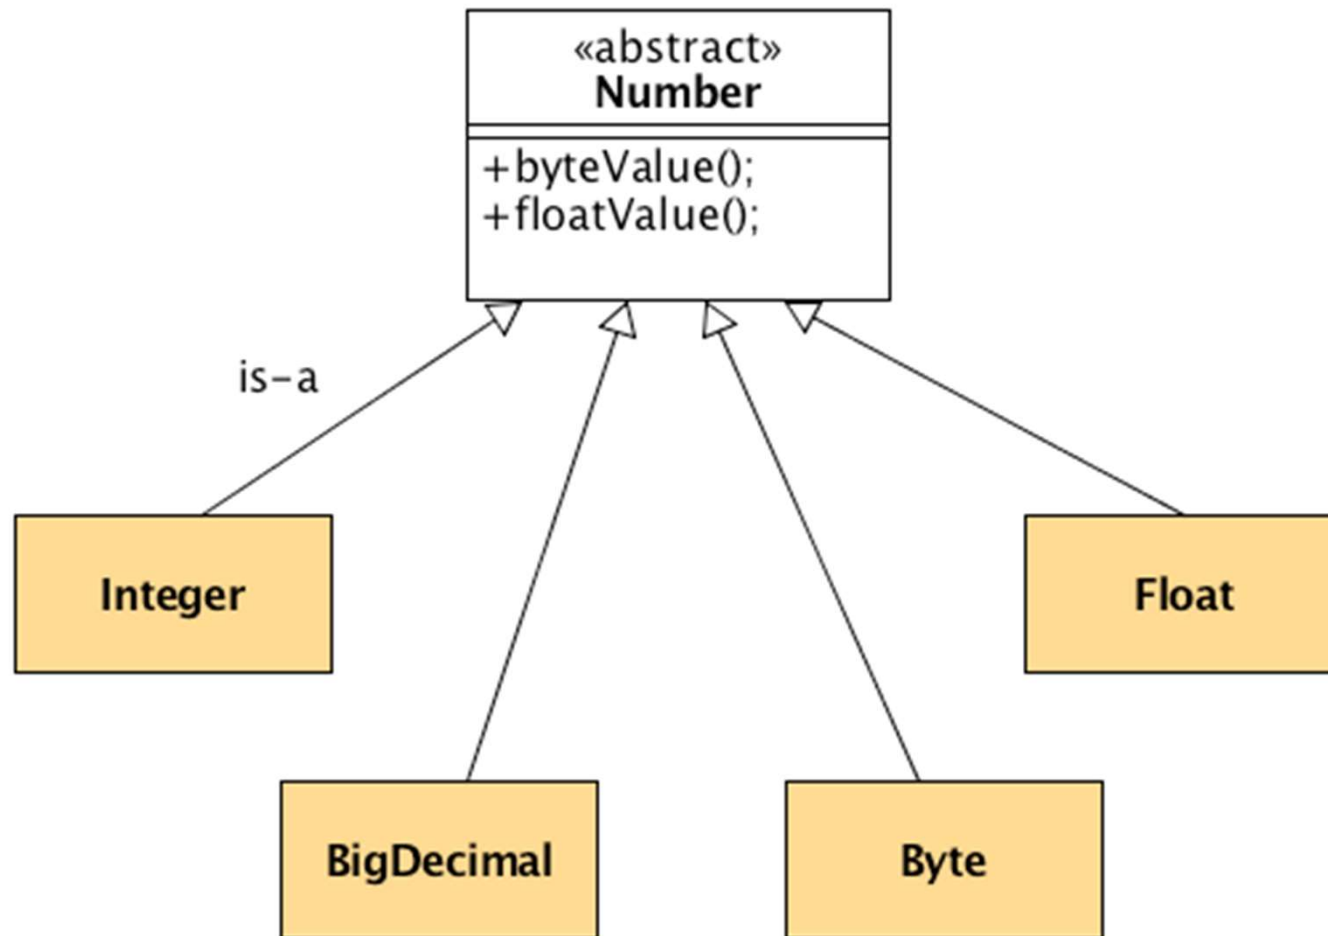 «abstract»
Number
+byteValue();
+floatValue();
is-a
Integer
Float
BigDecimal
Byte